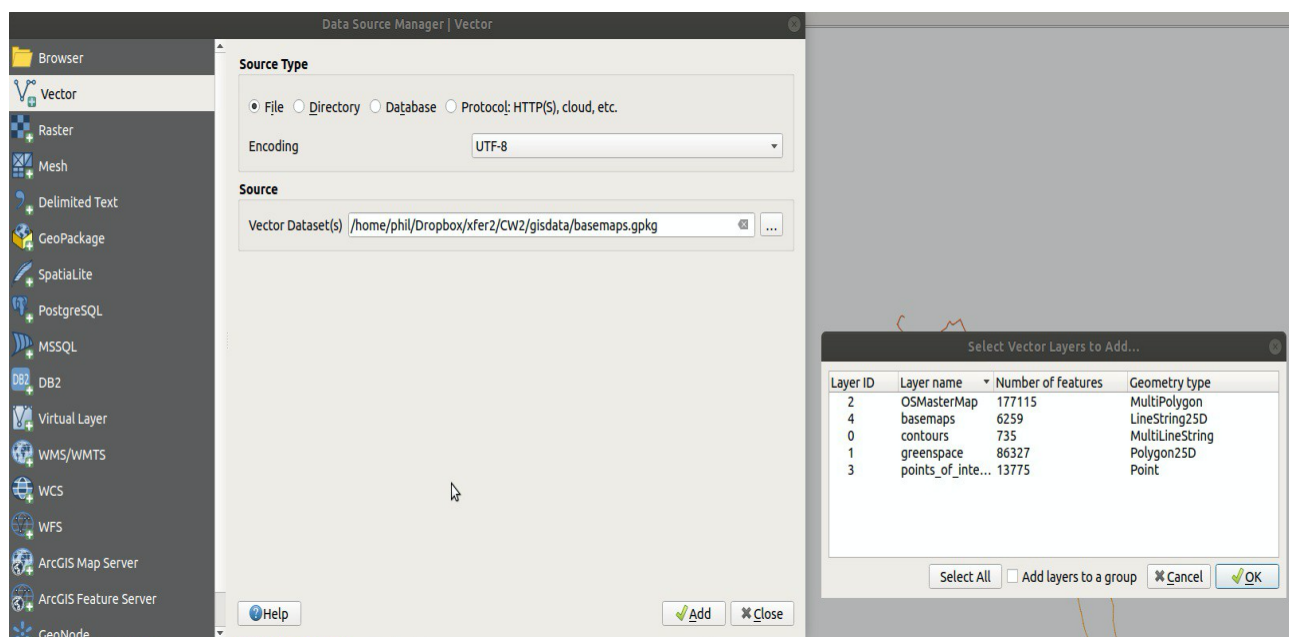 Data Source Manager | Vector
Browser
Vector
Raster
Mesh
Delimited Text
GeoPackage
SpatiaLite
PostgreSQL
MSSQL
DB2
DB2
Virtual Layer
WMS/WMTS
WCS
WFS
ArcGIS Map Server
ArcGIS Feature Server
GeoNode
Source Type
File Directory Database Protocol: HTTP(S), cloud, etc.
Encoding UTF-8
Source
Vector Dataset(s) /home/phil/Dropbox/xfer2/CW2/gisdata/basemaps.gpkg ...
Help Add Close
Select Vector Layers to Add...
Layer ID Layer name Number of features Geometry type
2 OSMasterMap 177115 MultiPolygon
4 basemaps 6259 LineString25D
0 contours 735 MultiLineString
1 greenspace 86327 Polygon25D
3 points_of_inte... 13775 Point
Select All Add layers to a group Cancel OK